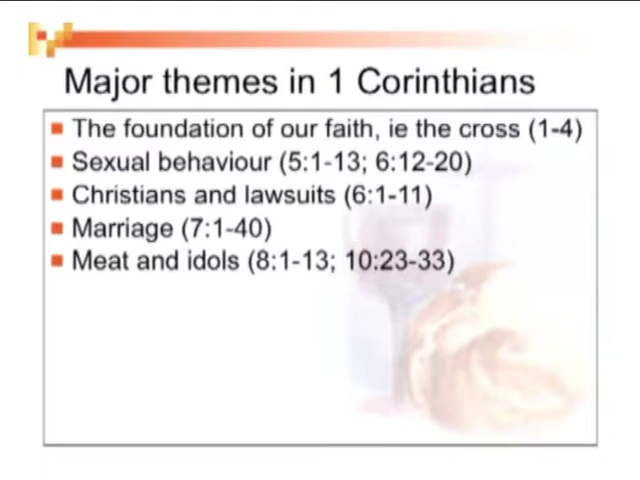 Major themes in 1 Corinthians
The foundation of our faith, ie the cross (1-4)
Sexual behaviour (5:1-13; 6:12-20)
Christians and lawsuits (6:1-11)
Marriage (7:1-40)
Meat and idols (8:1-13; 10:23-33)